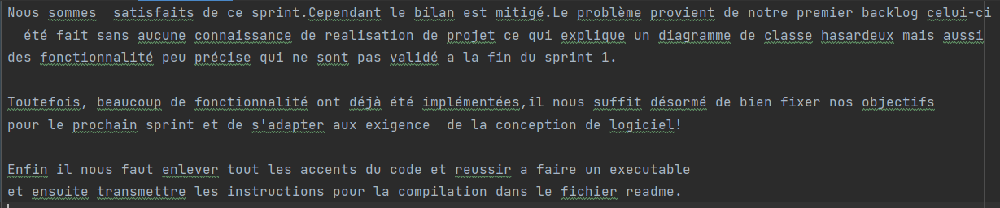 Nous sommes  satisfaits de ce sprint.Cependant le bilan est mitigé.Le problème provient de notre premier backlog celui-ci
  été fait sans aucune connaissance de realisation de projet ce qui explique un diagramme de classe hasardeux mais aussi
des fonctionnalité peu précise qui ne sont pas validé a la fin du sprint 1.
Toutefois, beaucoup de fonctionnalité ont déjà été implémentées,il nous suffit désormé de bien fixer nos objectifs
pour le prochain sprint et de s'adapter aux exigence  de la conception de logiciel!
Enfin il nous faut enlever tout les accents du code et reussir a faire un executable
et ensuite transmettre les instructions pour la compilation dans le fichier readme.